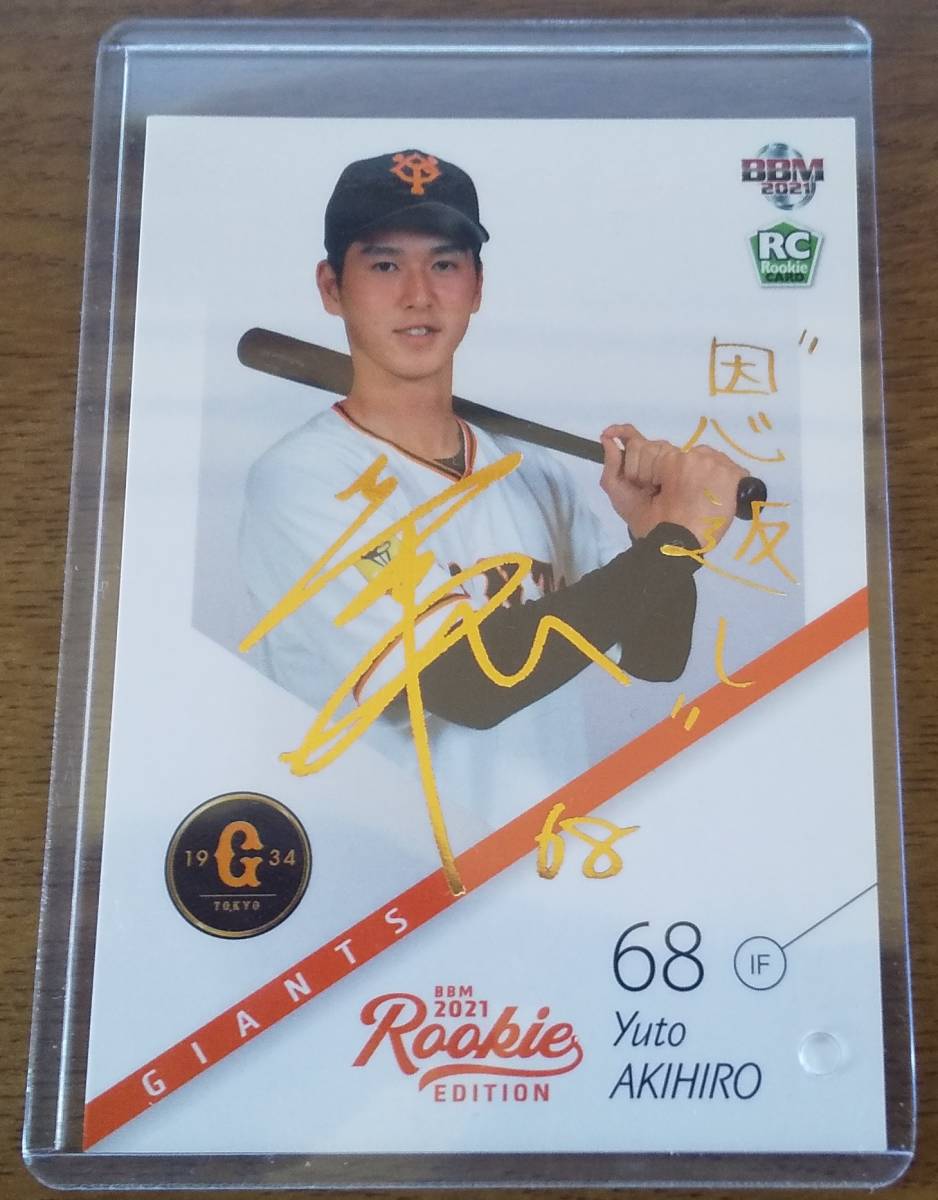 BBM
2021
RC
Rookie
CARD
"恩返し"
68
19 G 34
TOKYO
GIANTS
BBM
2021
Rookie
EDITION
68 IF
Yuto
AKIHIRO